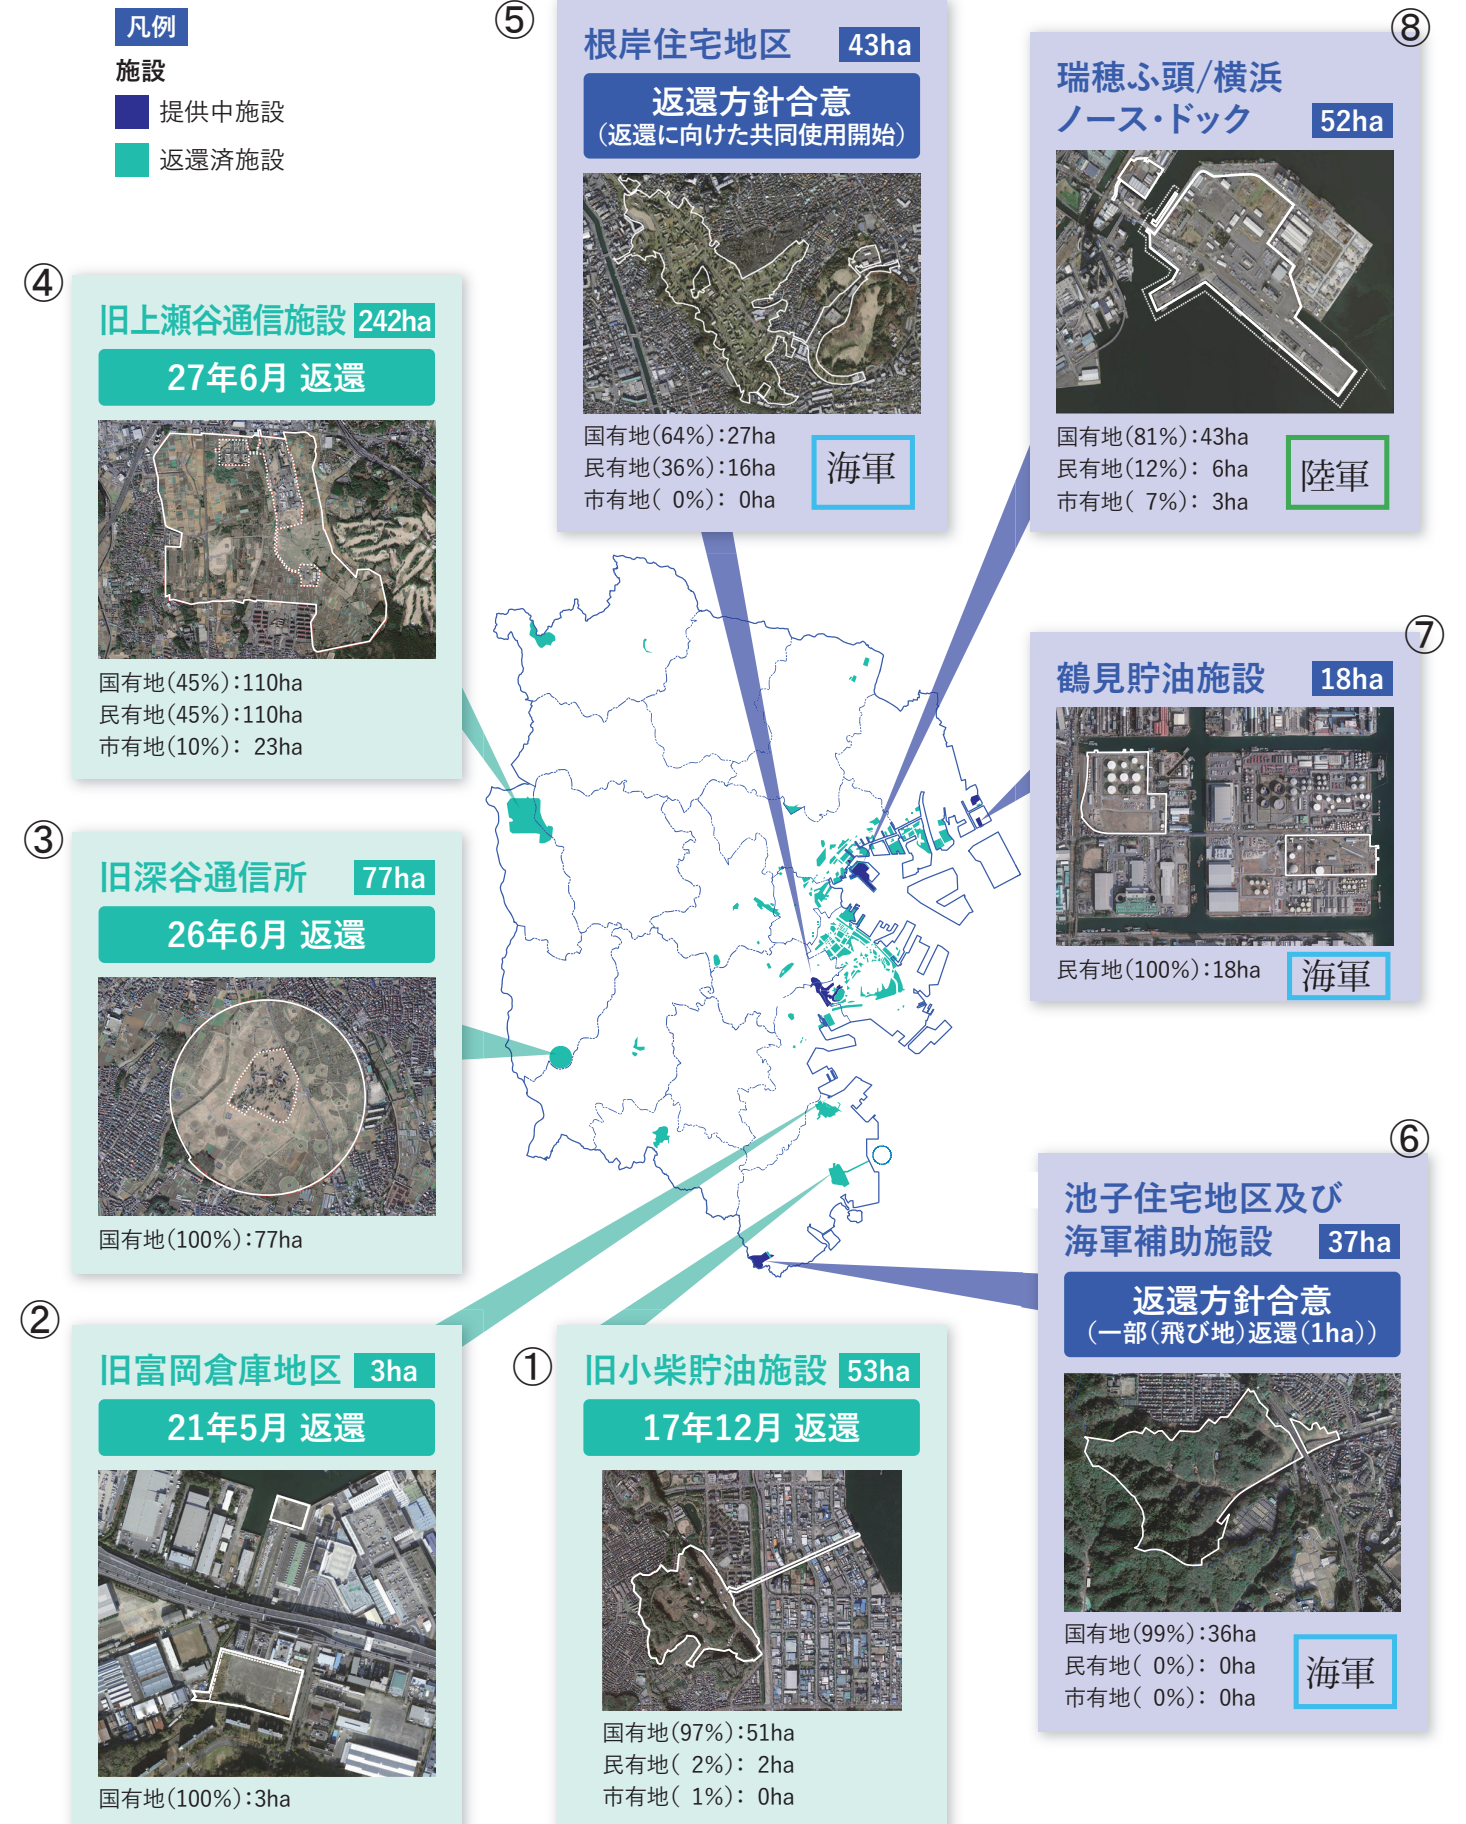 凡例
施設
提供中施設
返還済施設
⑤
根岸住宅地区 43ha
返還方針合意
（返還に向けた共同使用開始）
国有地(64%)：27ha
民有地(36%)：16ha
市有地( 0%)： 0ha
海軍
⑧
瑞穂ふ頭/横浜
ノース・ドック 52ha
国有地(81%)：43ha
民有地(12%)： 6ha
市有地( 7%)： 3ha
陸軍
④
旧上瀬谷通信施設 242ha
27年6月 返還
国有地(45%)：110ha
民有地(45%)：110ha
市有地(10%)： 23ha
⑦
鶴見貯油施設 18ha
民有地(100%)：18ha
海軍
③
旧深谷通信所 77ha
26年6月 返還
国有地(100%)：77ha
⑥
池子住宅地区及び
海軍補助施設 37ha
返還方針合意
（一部(飛び地)返還(1ha)）
国有地(99%)：36ha
民有地( 0%)： 0ha
市有地( 0%)： 0ha
海軍
②
旧富岡倉庫地区 3ha
21年5月 返還
国有地(100%)：3ha
①
旧小柴貯油施設 53ha
17年12月 返還
国有地(97%)：51ha
民有地( 2%)： 2ha
市有地( 1%)： 0ha